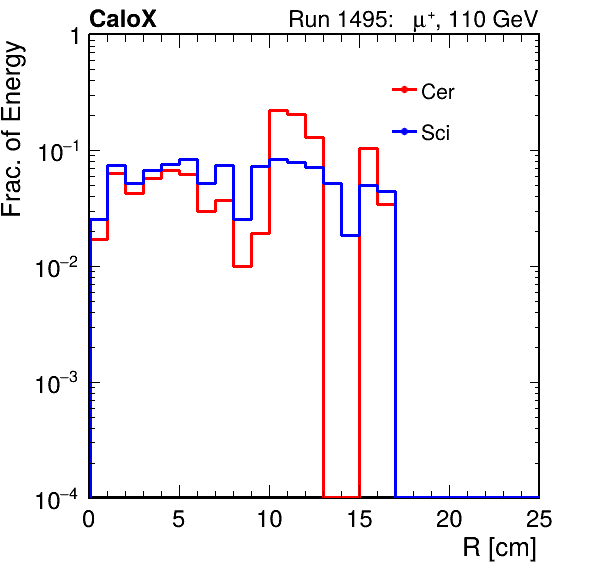 CaloX Run 1495: μ⁺, 110 GeV
Frac. of Energy
1
10⁻¹
10⁻²
10⁻³
10⁻⁴
Cer
Sci
0 5 10 15 20 25
R [cm]